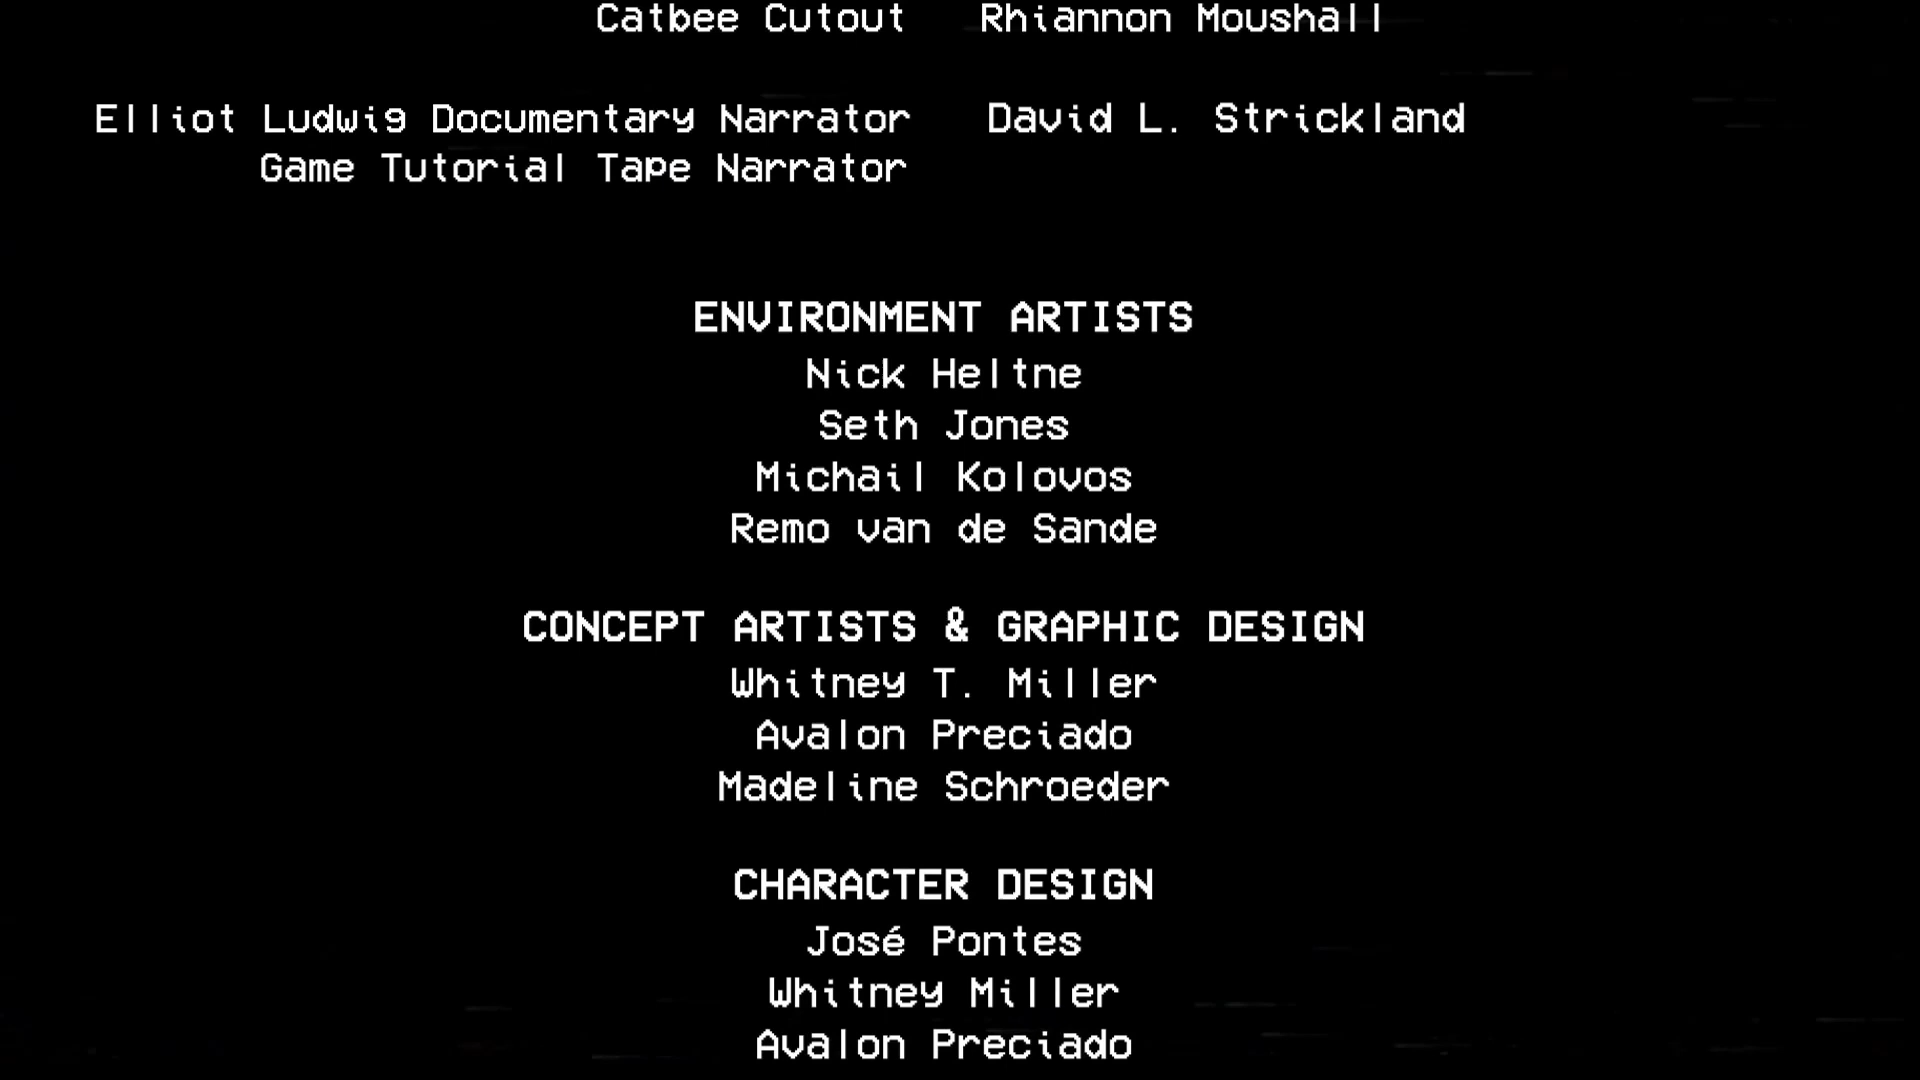 Catbee Cutout Rhiannon Moushall
Elliot Ludwig Documentary Narrator David L. Strickland
Game Tutorial Tape Narrator
ENVIRONMENT ARTISTS
Nick Heltne
Seth Jones
Michail Kolovos
Remo van de Sande
CONCEPT ARTISTS & GRAPHIC DESIGN
Whitney T. Miller
Avalon Preciado
Madeline Schroeder
CHARACTER DESIGN
José Pontes
Whitney Miller
Avalon Preciado